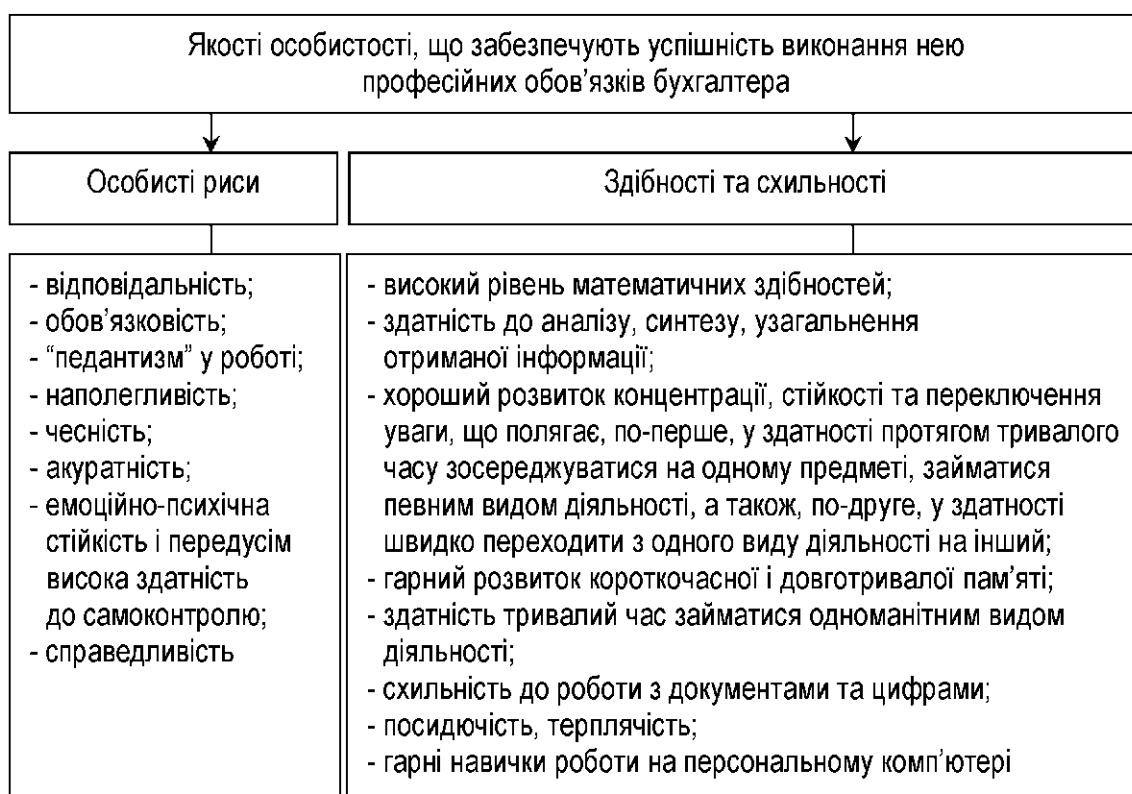 Якості особистості, що забезпечують успішність виконання нею
професійних обов’язків бухгалтера
Особисті риси
Здібності та схильності
- відповідальність;
- обов’язковість;
- “педантизм” у роботі;
- наполегливість;
- чесність;
- акуратність;
- емоційно-психічна
стійкість і передусім
висока здатність
до самоконтролю;
- справедливість
- високий рівень математичних здібностей;
- здатність до аналізу, синтезу, узагальнення
отриманої інформації;
- хороший розвиток концентрації, стійкості та переключення
уваги, що полягає, по-перше, у здатності протягом тривалого
часу зосереджуватися на одному предметі, займатися
певним видом діяльності, а також, по-друге, у здатності
швидко переходити з одного виду діяльності на інший;
- гарний розвиток короткочасної і довготривалої пам’яті;
- здатність тривалий час займатися одноманітним видом
діяльності;
- схильність до роботи з документами та цифрами;
- посидючість, терплячість;
- гарні навички роботи на персональному комп’ютері